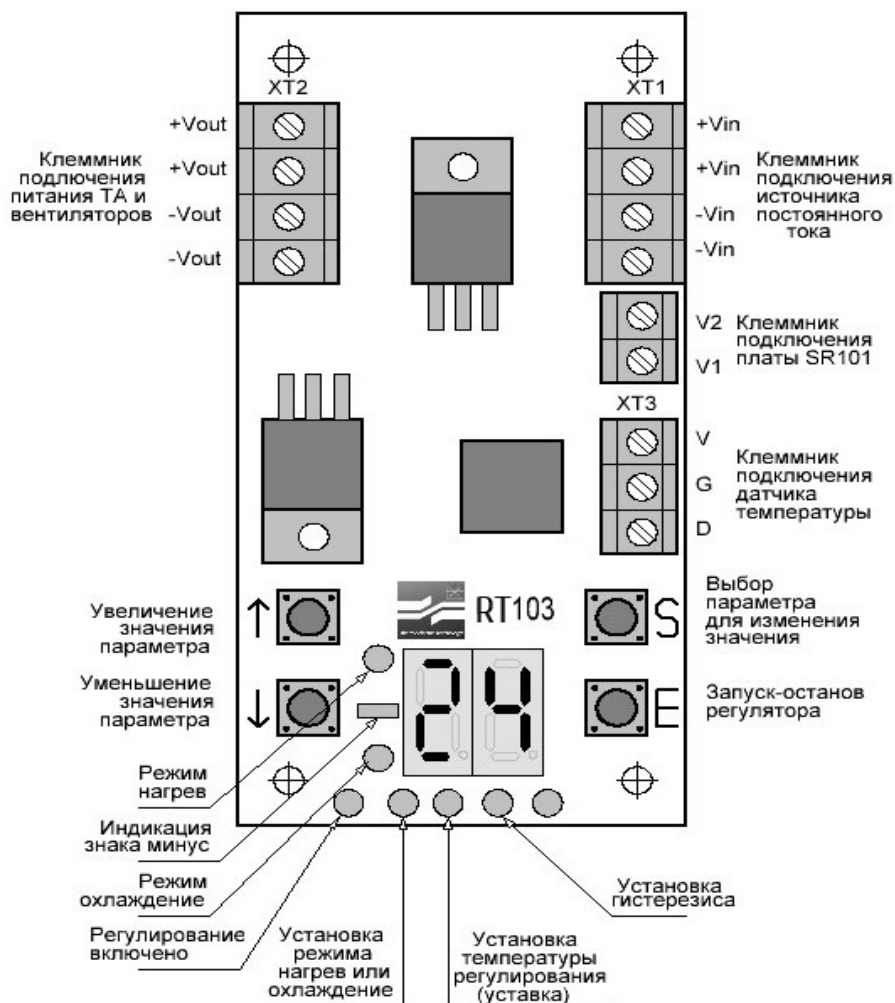 XT2
XT1
+Vout
+Vout
-Vout
-Vout
Клеммник
подлючения
питания ТА и
вентиляторов
+Vin
+Vin
-Vin
-Vin
Клеммник
подключения
источника
постоянного
тока
V2
V1
Клеммник
подключения
платы SR101
XT3
V
G
D
Клеммник
подключения
датчика
температуры
Увеличение
значения
параметра
↑
RT103
S
Выбор
параметра
для изменения
значения
Уменьшение
значения
параметра
↓
24
E
Запуск-останов
регулятора
Режим
нагрев
Индикация
знака минус
Режим
охлаждение
Регулирование
включено
Установка
режима
нагрев или
охлаждение
Установка
температуры
регулирования
(уставка)
Установка
гистерезиса